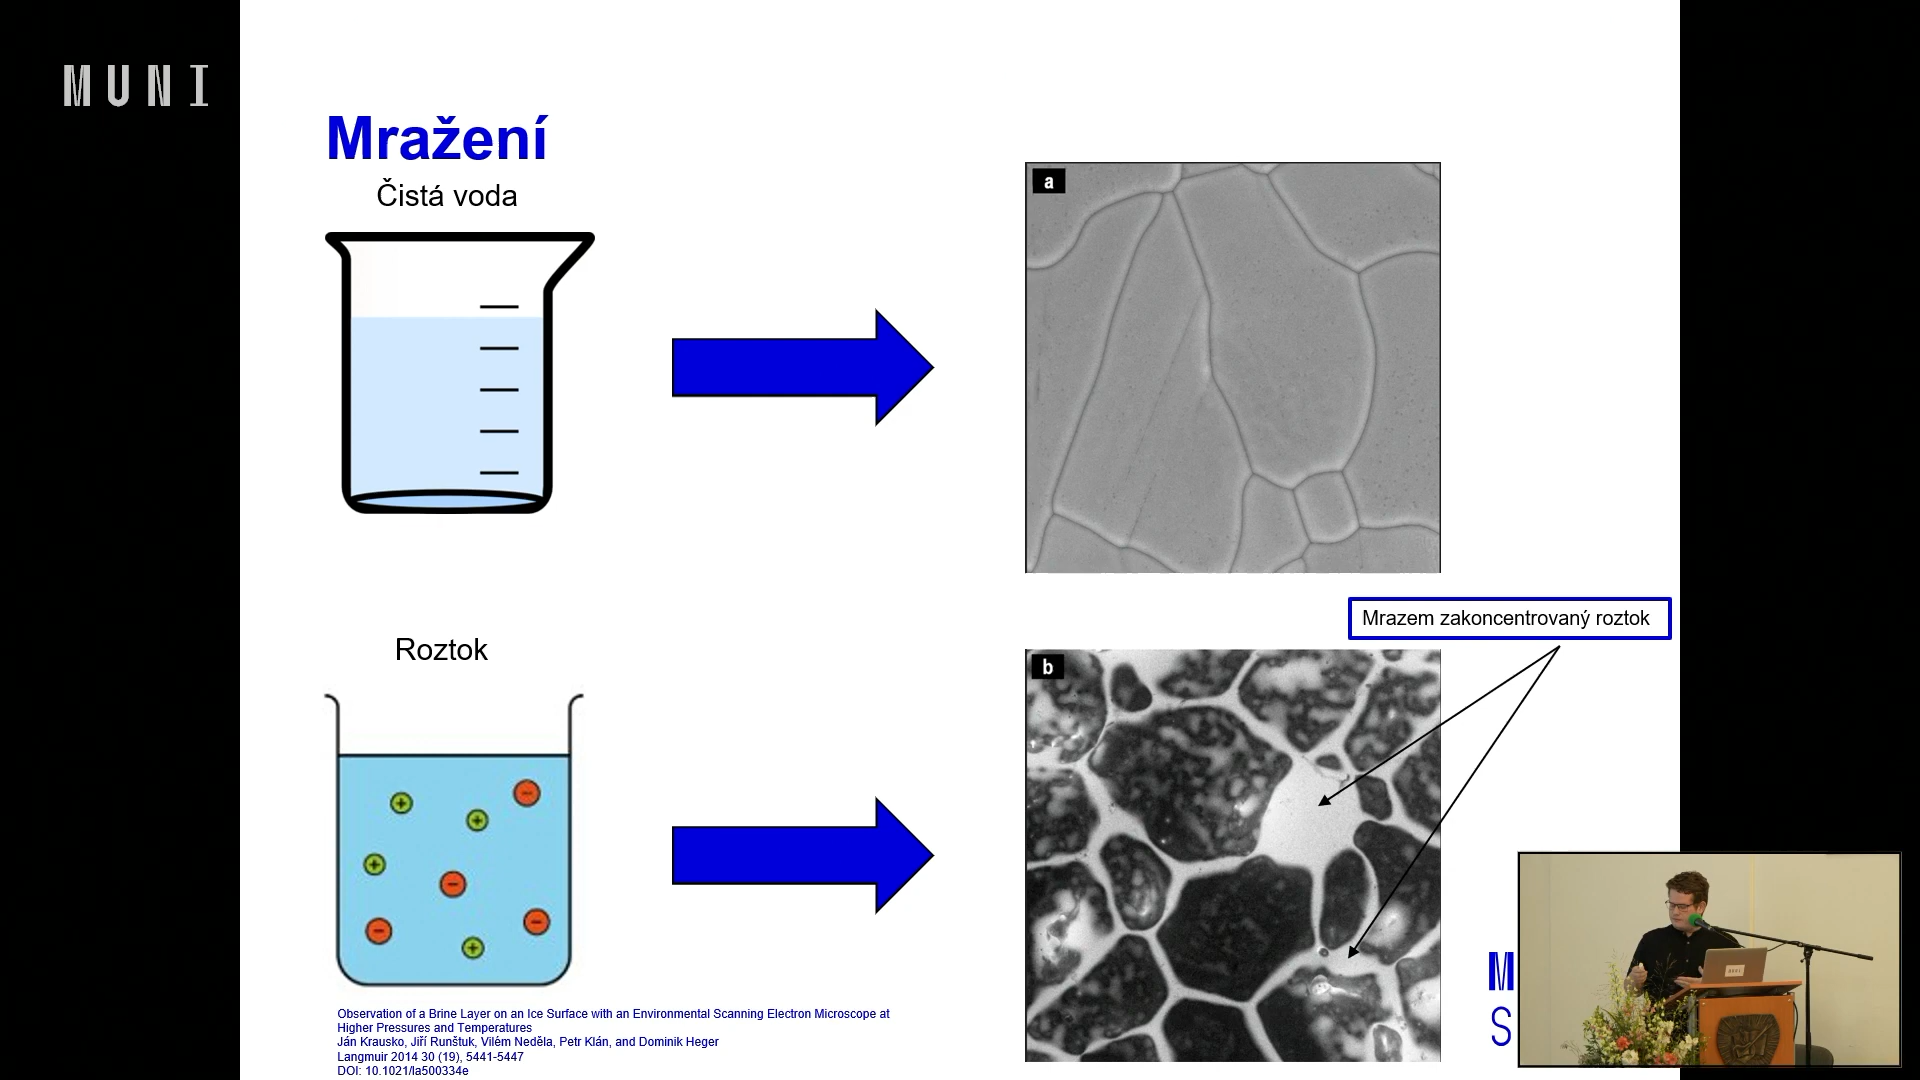 MUNI
Mražení
Čistá voda
a
Mrazem zakoncentrovaný roztok
Roztok
b
Observation of a Brine Layer on an Ice Surface with an Environmental Scanning Electron Microscope at
Higher Pressures and Temperatures
Ján Krausko, Jiří Runštuk, Vilém Neděla, Petr Klán, and Dominik Heger
Langmuir 2014 30 (19), 5441-5447
DOI: 10.1021/la500334e
M
S
MUNI